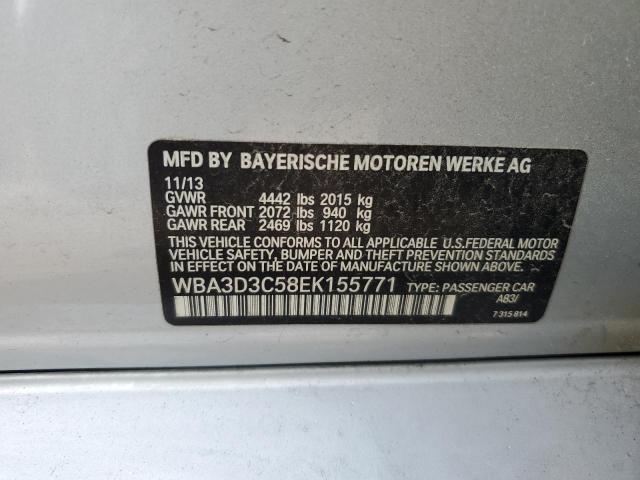 MFD BY BAYERISCHE MOTOREN WERKE AG
11/13
GVWR 4442 lbs 2015 kg
GAWR FRONT 2072 lbs 940 kg
GAWR REAR 2469 lbs 1120 kg
THIS VEHICLE CONFORMS TO ALL APPLICABLE U.S.FEDERAL MOTOR
VEHICLE SAFETY, BUMPER AND THEFT PREVENTION STANDARDS
IN EFFECT ON THE DATE OF MANUFACTURE SHOWN ABOVE.
WBA3D3C58EK155771 TYPE: PASSENGER CAR
A83/
7 315 814